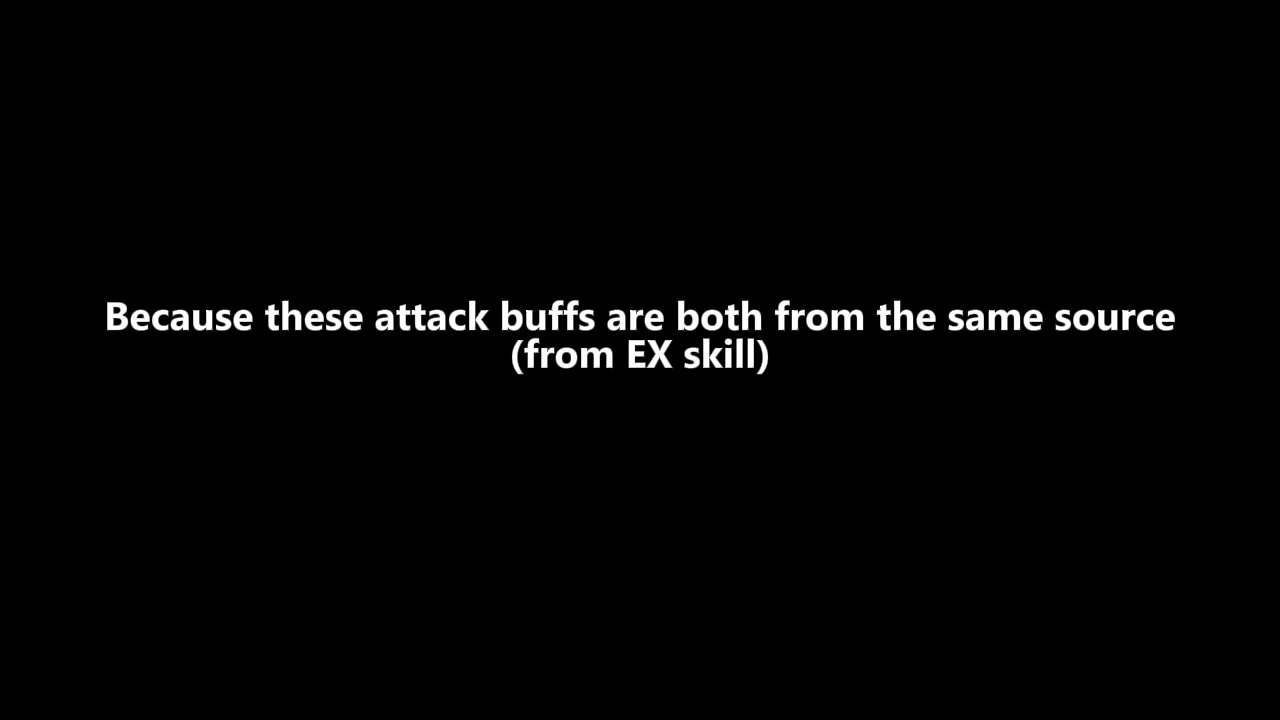 Because these attack buffs are both from the same source
(from EX skill)